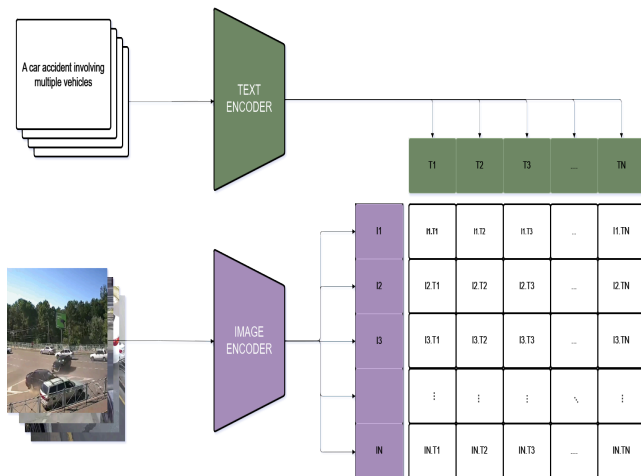 A car accident involving
multiple vehicles
TEXT
ENCODER
T1 T2 T3 .... TN
I1 I1.T1 I1.T2 I1.T3 ... I1.TN
I2 I2.T1 I2.T2 I2.T3 ... I2.TN
IMAGE
ENCODER
I3 I3.T1 I3.T2 I3.T3 ... I3.TN
⋮ ⋮ ⋮ ⋱ ⋮
IN IN.T1 IN.T2 IN.T3 .... IN.TN